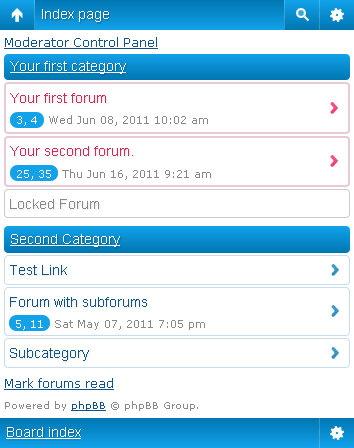 Index page
Moderator Control Panel
Your first category
Your first forum
3, 4 Wed Jun 08, 2011 10:02 am
Your second forum.
25, 35 Thu Jun 16, 2011 9:21 am
Locked Forum
Second Category
Test Link
Forum with subforums
5, 11 Sat May 07, 2011 7:05 pm
Subcategory
Mark forums read
Powered by phpBB © phpBB Group.
Board index